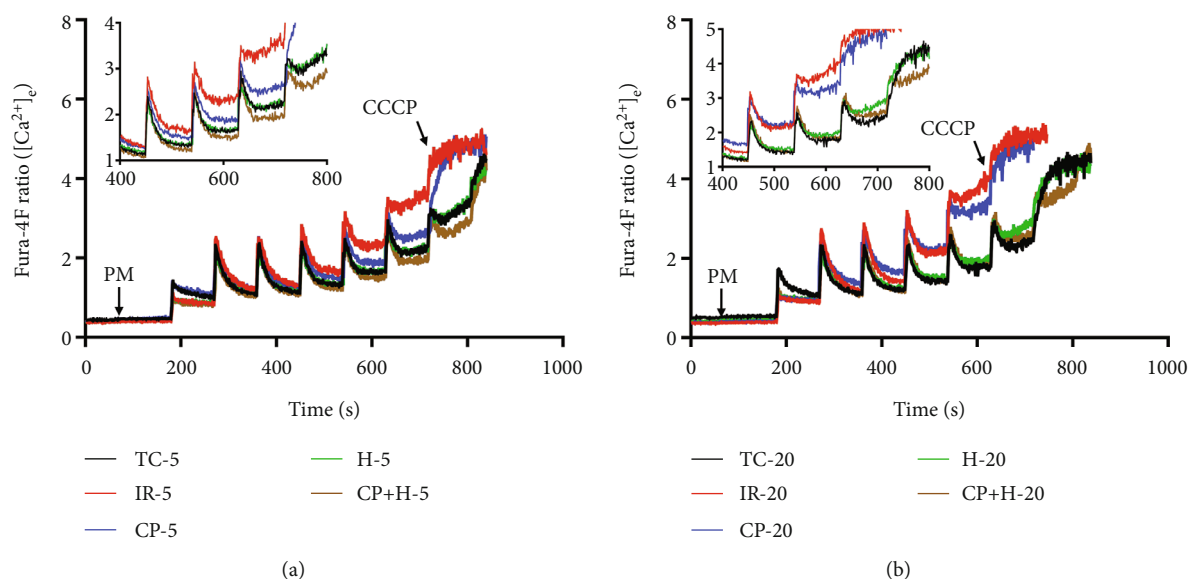 Fura-4F ratio ([Ca²⁺]ₑ)
8
6
4
2
0
4
3
2
1
400
600
800
CCCP
PM
0
200
400
600
800
1000
Time (s)
TC-5
H-5
IR-5
CP+H-5
CP-5
(a)
Fura-4F ratio ([Ca²⁺]ₑ)
8
6
4
2
0
5
4
3
2
1
400
500
600
700
800
CCCP
PM
0
200
400
600
800
1000
Time (s)
TC-20
H-20
IR-20
CP+H-20
CP-20
(b)